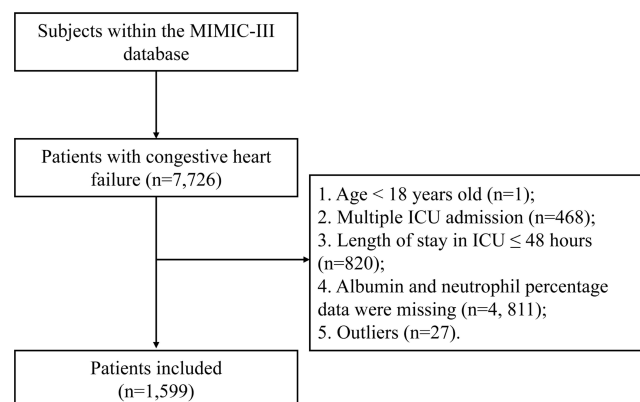 Subjects within the MIMIC-III
database
Patients with congestive heart
failure (n=7,726)
1. Age < 18 years old (n=1);
2. Multiple ICU admission (n=468);
3. Length of stay in ICU ≤ 48 hours
(n=820);
4. Albumin and neutrophil percentage
data were missing (n=4, 811);
5. Outliers (n=27).
Patients included
(n=1,599)